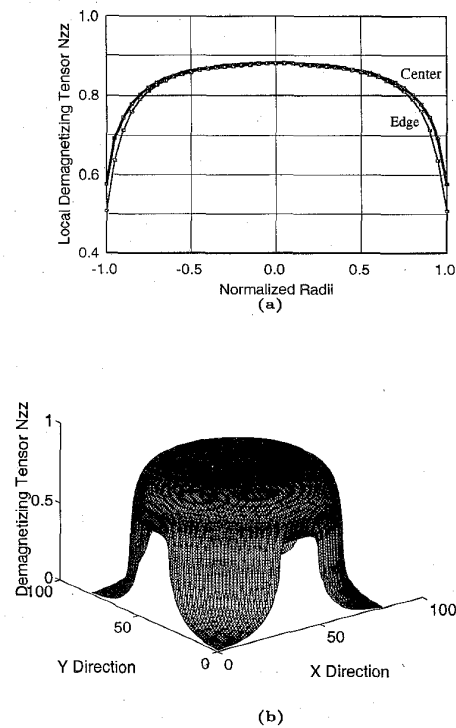 1.0
0.8
0.6
0.4
Local Demagnetizing Tensor Nzz
Center
Edge
-1.0 -0.5 0.0 0.5 1.0
Normalized Radii
(a)
1
0.5
0
Demagnetizing Tensor Nzz
100
50
0
Y Direction
0
50
100
X Direction
(b)